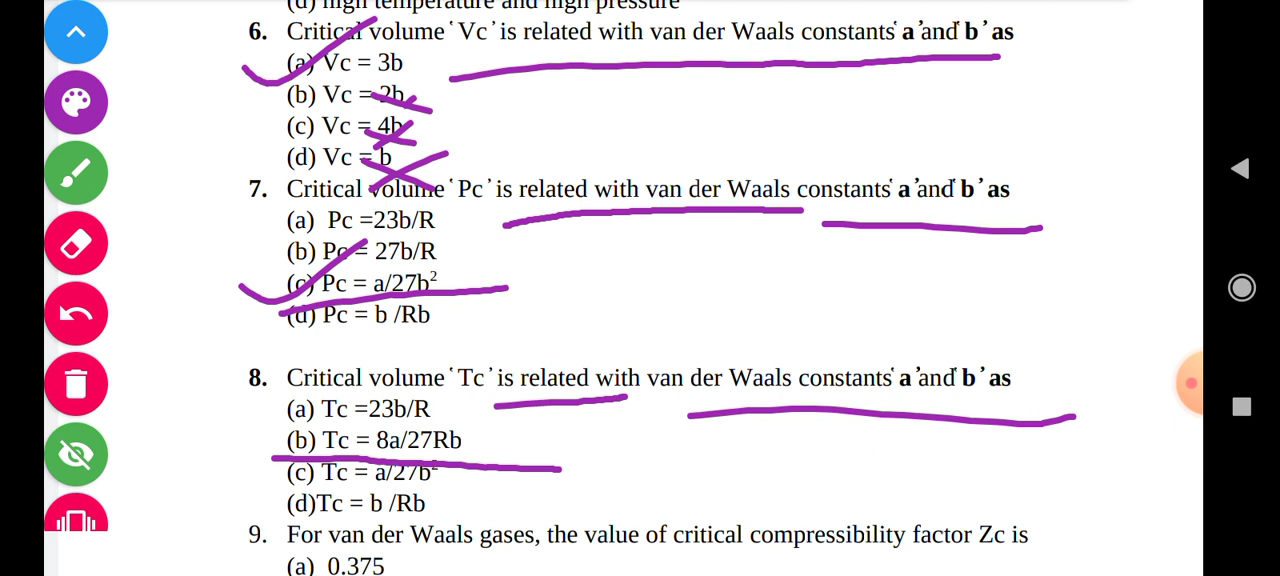 (d) high temperature and high pressure
6. Critical volume ‘Vc’ is related with van der Waals constants ‘a’ and ‘b’ as
(a) Vc = 3b
(b) Vc = 2b
(c) Vc = 4b
(d) Vc = b
7. Critical volume ‘Pc’ is related with van der Waals constants ‘a’ and ‘b’ as
(a) Pc =23b/R
(b) Pc = 27b/R
(c) Pc = a/27b²
(d) Pc = b /Rb
8. Critical volume ‘Tc’ is related with van der Waals constants ‘a’ and ‘b’ as
(a) Tc =23b/R
(b) Tc = 8a/27Rb
(c) Tc = a/27b²
(d)Tc = b /Rb
9. For van der Waals gases, the value of critical compressibility factor Zc is
(a) 0.375